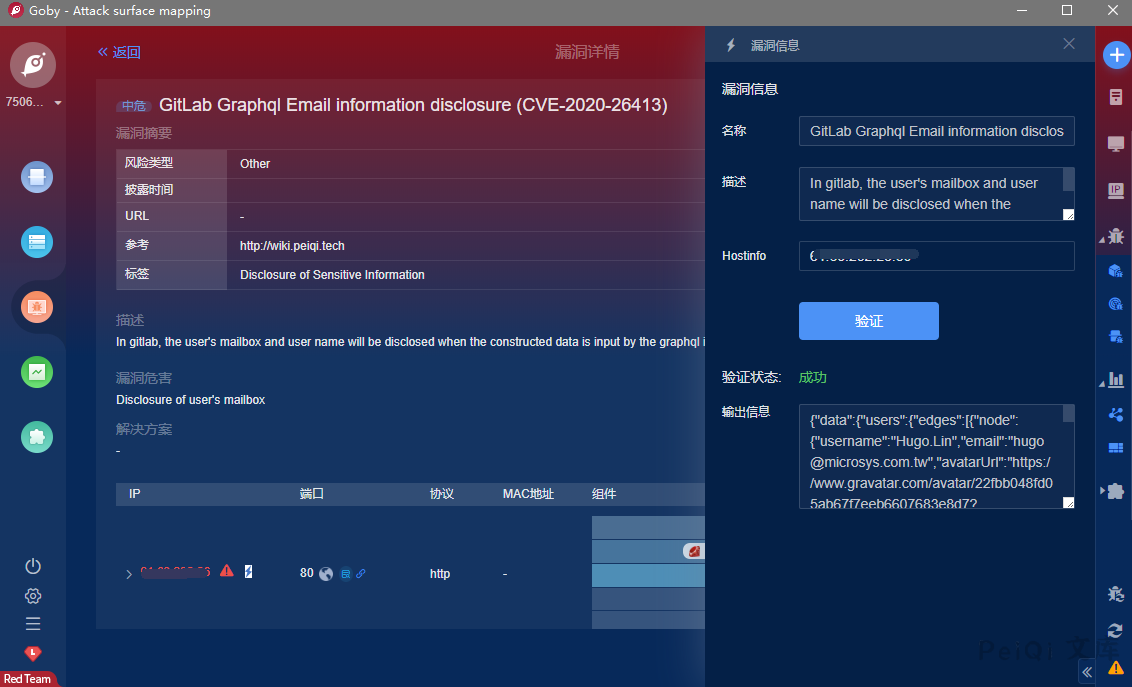 Goby - Attack surface mapping
7506...
« 返回
漏洞详情
中危 GitLab Graphql Email information disclosure (CVE-2020-26413)
漏洞摘要
风险类型 Other
披露时间
URL -
参考 http://wiki.peiqi.tech
标签 Disclosure of Sensitive Information
描述
In gitlab, the user's mailbox and user name will be disclosed when the constructed data is input by the graphql i
漏洞危害
Disclosure of user's mailbox
解决方案
-
IP 端口 协议 MAC地址 组件
80 http -
Red Team
漏洞信息
漏洞信息
名称 GitLab Graphql Email information disclos
描述 In gitlab, the user's mailbox and user
name will be disclosed when the
Hostinfo
验证
验证状态: 成功
输出信息 {"data":{"users":{"edges":[{"node":
{"username":"Hugo.Lin","email":"hugo
@microsys.com.tw","avatarUrl":"https:/
/www.gravatar.com/avatar/22fbb048fd0
5ab67f7eeb6607683e8d7?
IP
PeiQi 文库